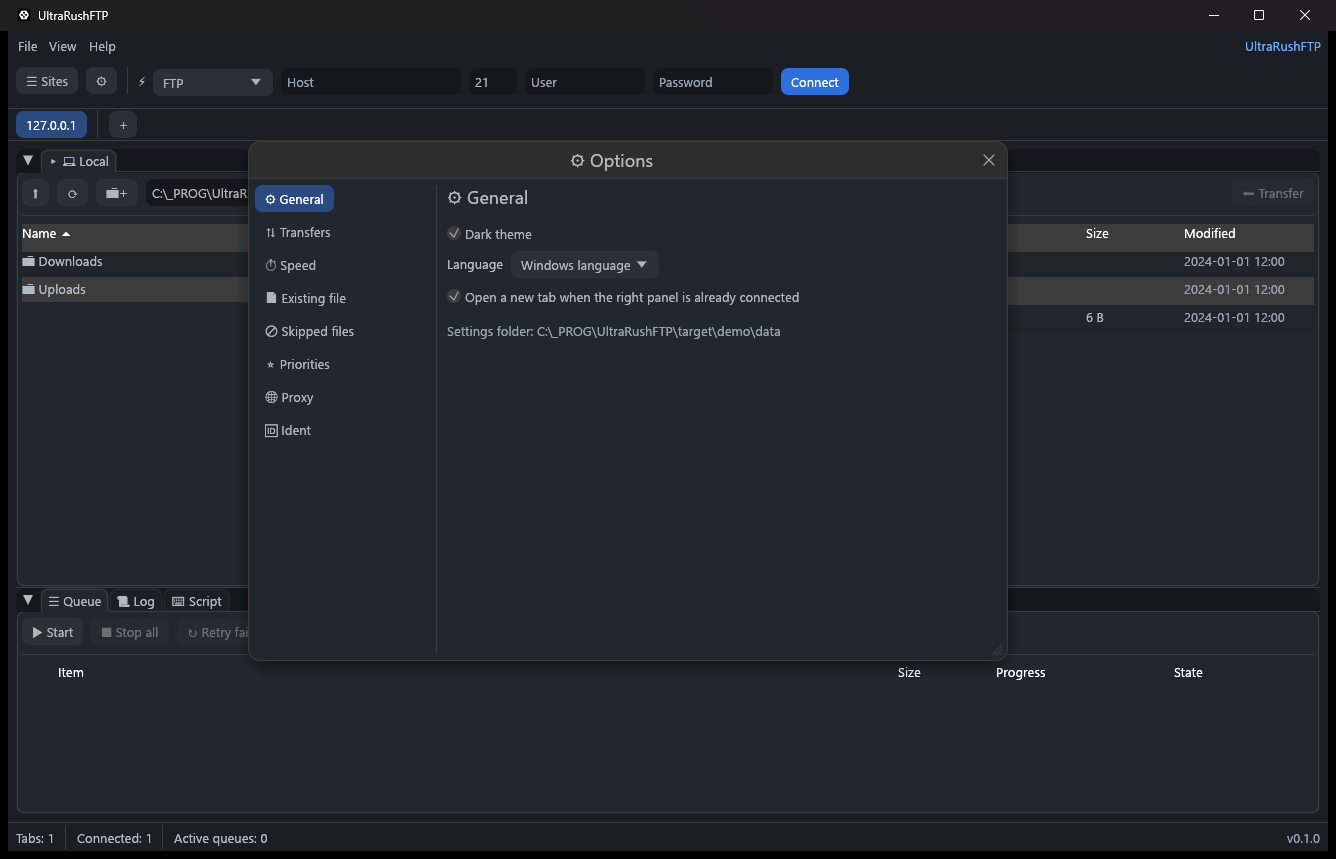 UltraRushFTP
File View Help UltraRushFTP
Sites FTP Host 21 User Password Connect
127.0.0.1 +
Local
C:\_PROG\UltraR Transfer
Name Size Modified
Downloads 2024-01-01 12:00
Uploads 2024-01-01 12:00
6 B 2024-01-01 12:00
Options
General
Transfers
Speed
Existing file
Skipped files
Priorities
Proxy
Ident
General
Dark theme
Language Windows language
Open a new tab when the right panel is already connected
Settings folder: C:\_PROG\UltraRushFTP\target\demo\data
Queue Log Script
Start Stop all Retry fai
Item Size Progress State
Tabs: 1 Connected: 1 Active queues: 0 v0.1.0